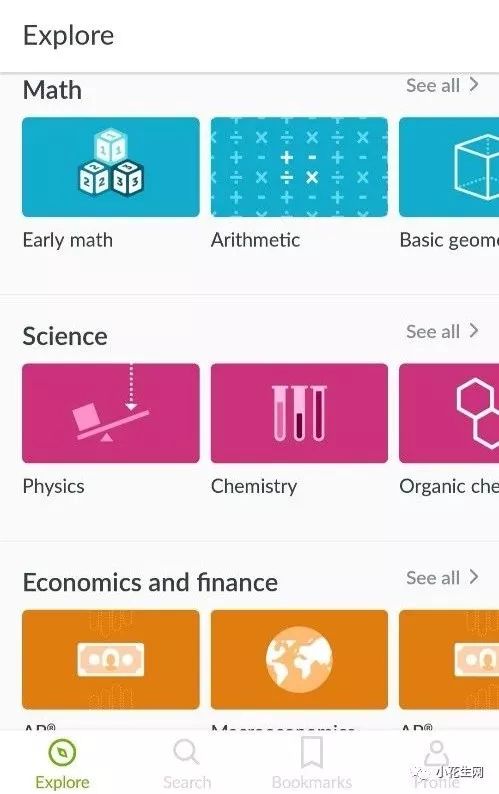 Explore
Math
See all
Early math
Arithmetic
Basic geome
Science
See all
Physics
Chemistry
Organic che
Economics and finance
See all
AP®
Macroeconomics
AP®
Explore
Search
Bookmarks
Profile
小花生网